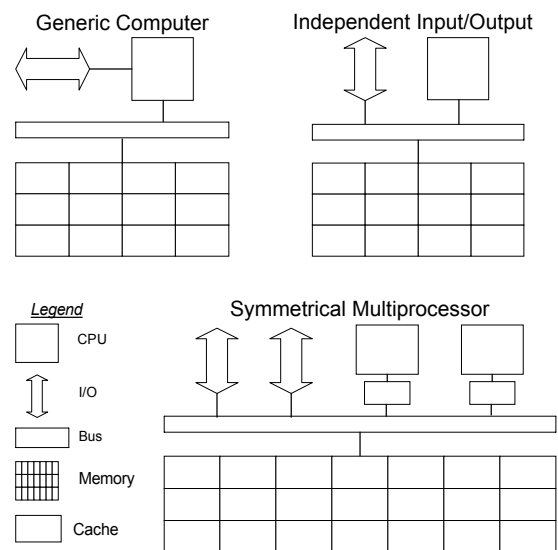 Generic Computer
Independent Input/Output
Legend
CPU
I/O
Bus
Memory
Cache
Symmetrical Multiprocessor